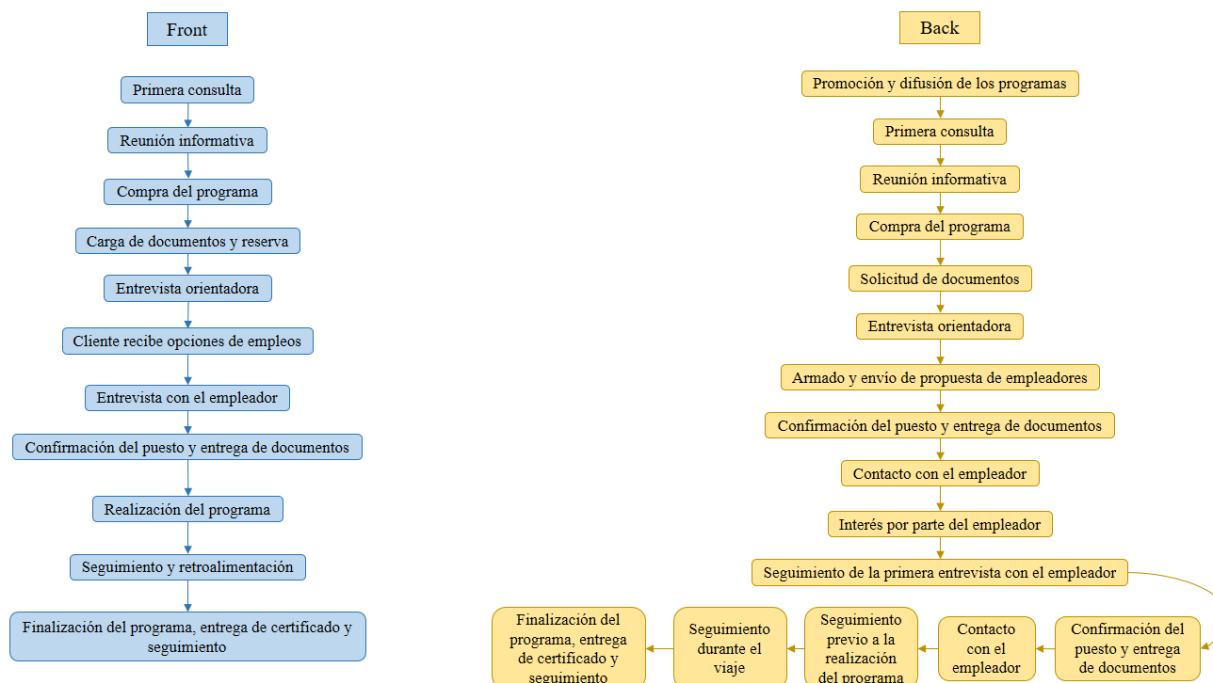 Front
Primera consulta
Reunión informativa
Compra del programa
Carga de documentos y reserva
Entrevista orientadora
Cliente recibe opciones de empleos
Entrevista con el empleador
Confirmación del puesto y entrega de documentos
Realización del programa
Seguimiento y retroalimentación
Finalización del programa, entrega de certificado y
seguimiento
Back
Promoción y difusión de los programas
Primera consulta
Reunión informativa
Compra del programa
Solicitud de documentos
Entrevista orientadora
Armado y envío de propuesta de empleadores
Confirmación del puesto y entrega de documentos
Contacto con el empleador
Interés por parte del empleador
Seguimiento de la primera entrevista con el empleador
Confirmación del
puesto y entrega
de documentos
Contacto
con el
empleador
Seguimiento
previo a la
realización
del programa
Seguimiento
durante el
viaje
Finalización del
programa, entrega
de certificado y
seguimiento